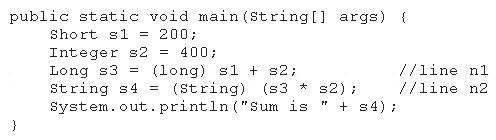 public static void main(String[] args) {
    Short s1 = 200;
    Integer s2 = 400;
    Long s3 = (long) s1 + s2;          //line n1
    String s4 = (String) (s3 * s2);    //line n2
    System.out.println("Sum is " + s4);
}